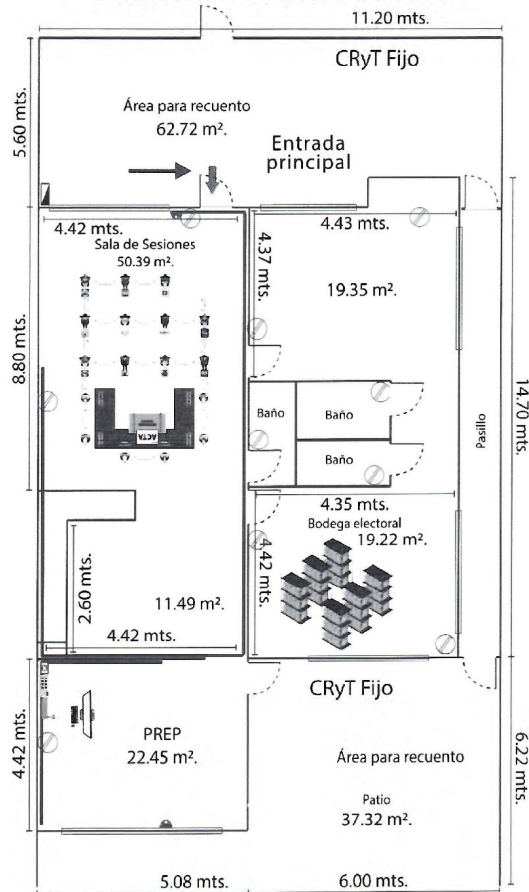 11.20 mts.
CRyT Fijo
5.60 mts.
Área para recuento
62.72 m².
Entrada
principal
4.42 mts.
Sala de Sesiones
50.39 m².
4.43 mts.
4.37 mts.
19.35 m².
8.80 mts.
14.70 mts.
ACTA
Baño
Baño
Baño
Pasillo
4.35 mts.
Bodega electoral
19.22 m².
4.42 mts.
2.60 mts.
11.49 m².
4.42 mts.
CRyT Fijo
4.42 mts.
PREP
22.45 m².
Área para recuento
6.22 mts.
Patio
37.32 m².
5.08 mts.
6.00 mts.